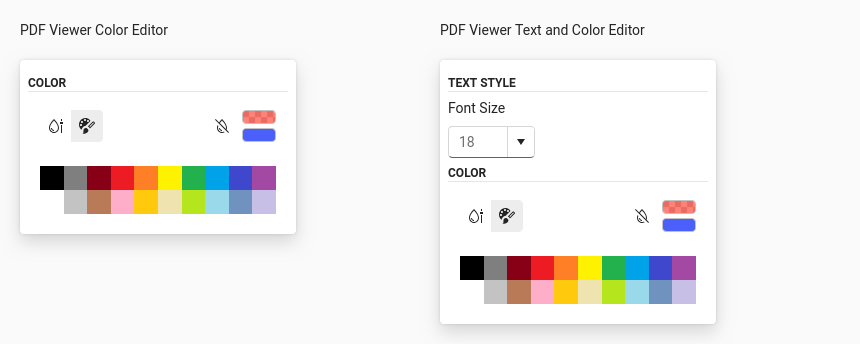 PDF Viewer Color Editor
COLOR
PDF Viewer Text and Color Editor
TEXT STYLE
Font Size
18
COLOR